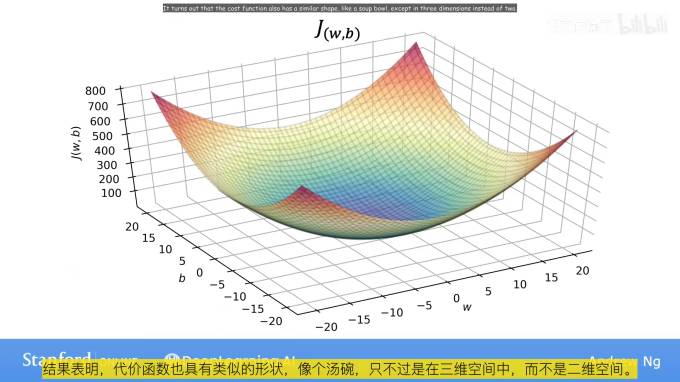 It turns out that the cost function also has a similar shape, like a soup bowl, except in three dimensions instead of two
J(w,b)
bilibili
800
700
600
500
400
300
200
100
J(w, b)
20
15
10
5
0
−5
−10
−15
−20
b
−20
−15
−10
−5
0
5
10
15
20
w
Stanford
Ng
结果表明，代价函数也具有类似的形状，像个汤碗，只不过是在三维空间中，而不是二维空间。